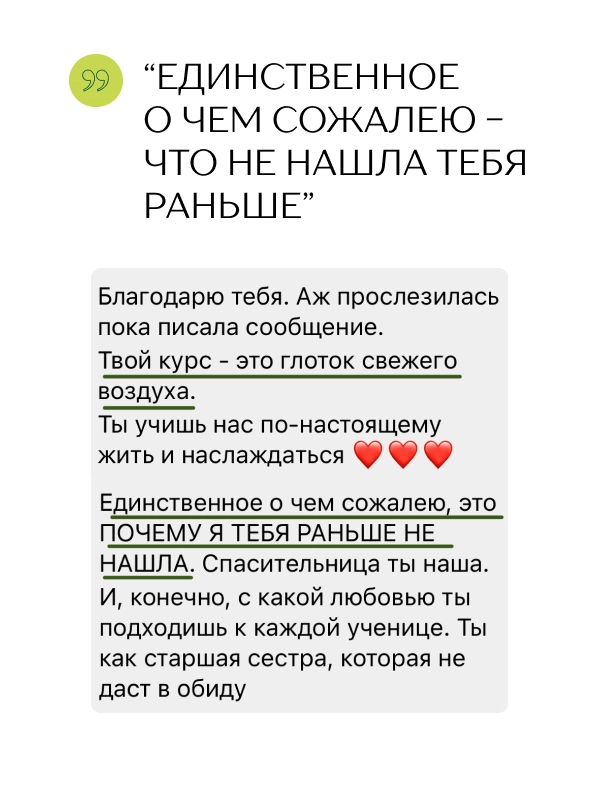 “ЕДИНСТВЕННОЕ
О ЧЕМ СОЖАЛЕЮ –
ЧТО НЕ НАШЛА ТЕБЯ
РАНЬШЕ”
Благодарю тебя. Аж прослезилась
пока писала сообщение.
Твой курс - это глоток свежего
воздуха.
Ты учишь нас по-настоящему
жить и наслаждаться ❤️❤️❤️
Единственное о чем сожалею, это
ПОЧЕМУ Я ТЕБЯ РАНЬШЕ НЕ
НАШЛА. Спасительница ты наша.
И, конечно, с какой любовью ты
подходишь к каждой ученице. Ты
как старшая сестра, которая не
даст в обиду